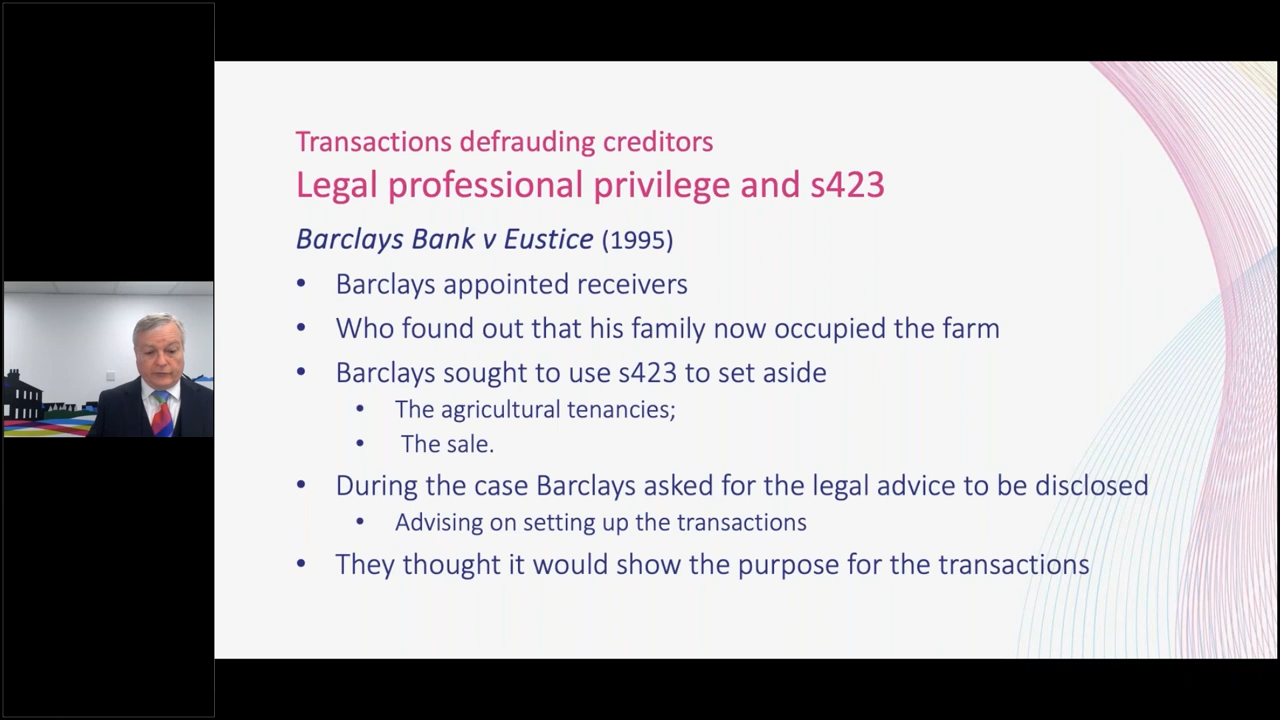 Transactions defrauding creditors
Legal professional privilege and s423
Barclays Bank v Eustice (1995)
• Barclays appointed receivers
• Who found out that his family now occupied the farm
• Barclays sought to use s423 to set aside
• The agricultural tenancies;
• The sale.
• During the case Barclays asked for the legal advice to be disclosed
• Advising on setting up the transactions
• They thought it would show the purpose for the transactions